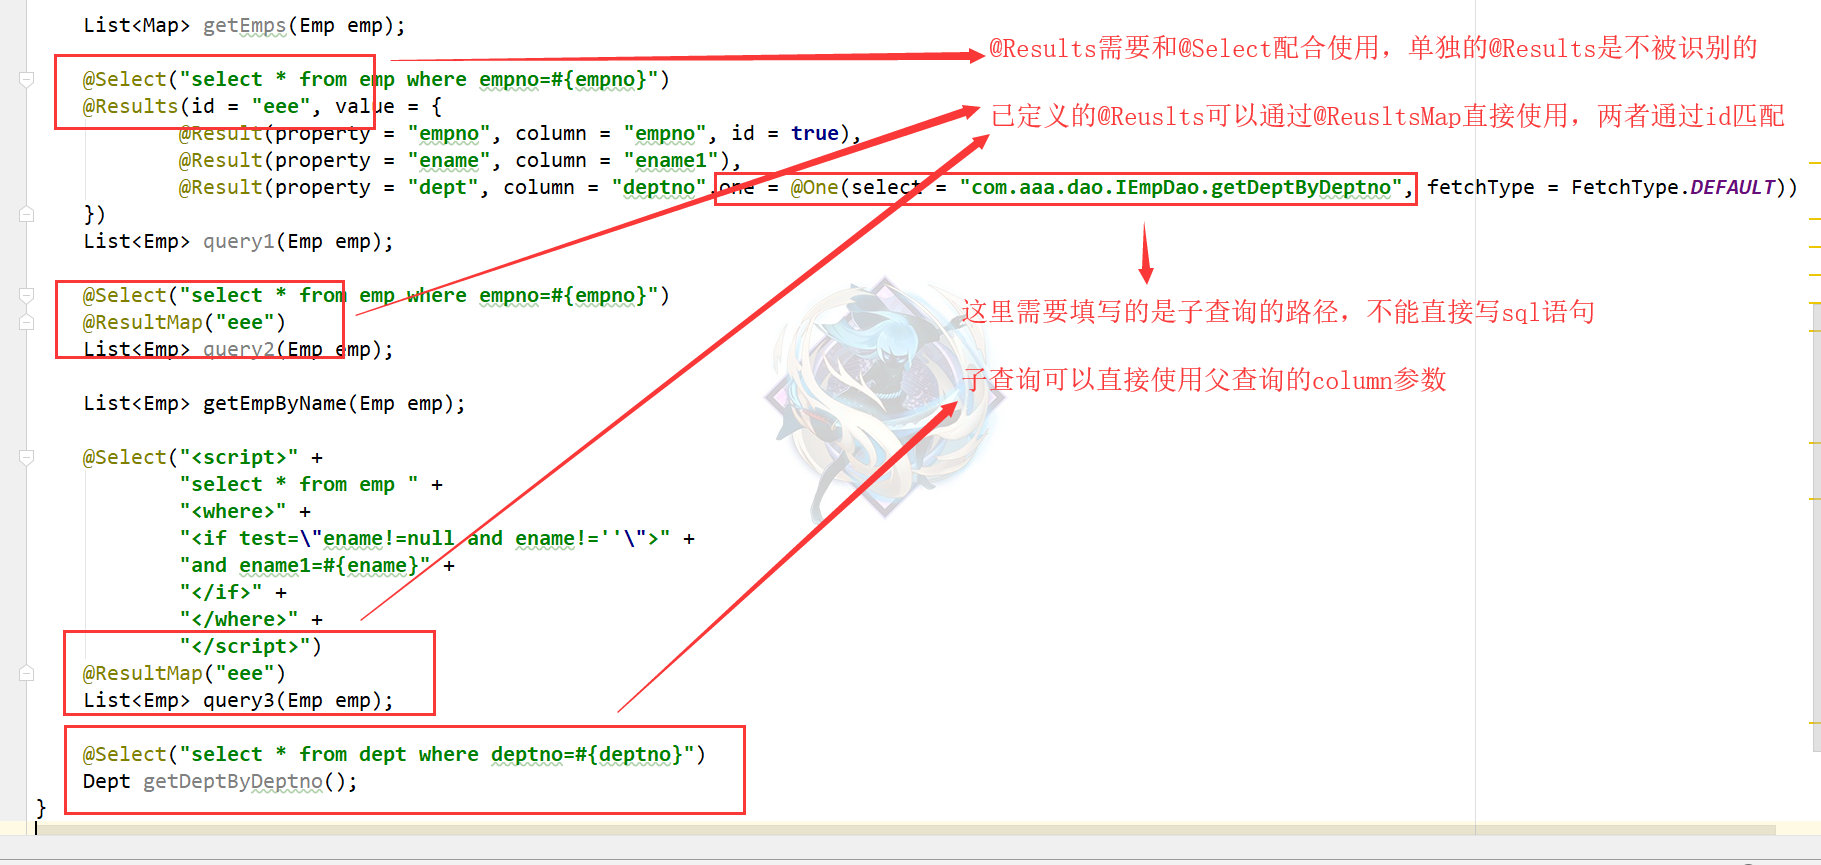 List<Map> getEmps(Emp emp);
@Results需要和@Select配合使用，单独的@Results是不被识别的
@Select("select * from emp where empno=#{empno}")
@Results(id = "eee", value = {
已定义的@Reuslts可以通过@ReusltsMap直接使用，两者通过id匹配
@Result(property = "empno", column = "empno", id = true),
@Result(property = "ename", column = "ename1"),
@Result(property = "dept", column = "deptno",one = @One(select = "com.aaa.dao.IEmpDao.getDeptByDeptno", fetchType = FetchType.DEFAULT))
})
List<Emp> query1(Emp emp);
@Select("select * from emp where empno=#{empno}")
这里需要填写的是子查询的路径，不能直接写sql语句
@ResultMap("eee")
List<Emp> query2(Emp emp);
子查询可以直接使用父查询的column参数
List<Emp> getEmpByName(Emp emp);
@Select("<script>" +
"select * from emp " +
"<where>" +
"<if test=\"ename!=null and ename!=''\">" +
"and ename1=#{ename}" +
"</if>" +
"</where>" +
"</script>")
@ResultMap("eee")
List<Emp> query3(Emp emp);
@Select("select * from dept where deptno=#{deptno}")
Dept getDeptByDeptno();
}